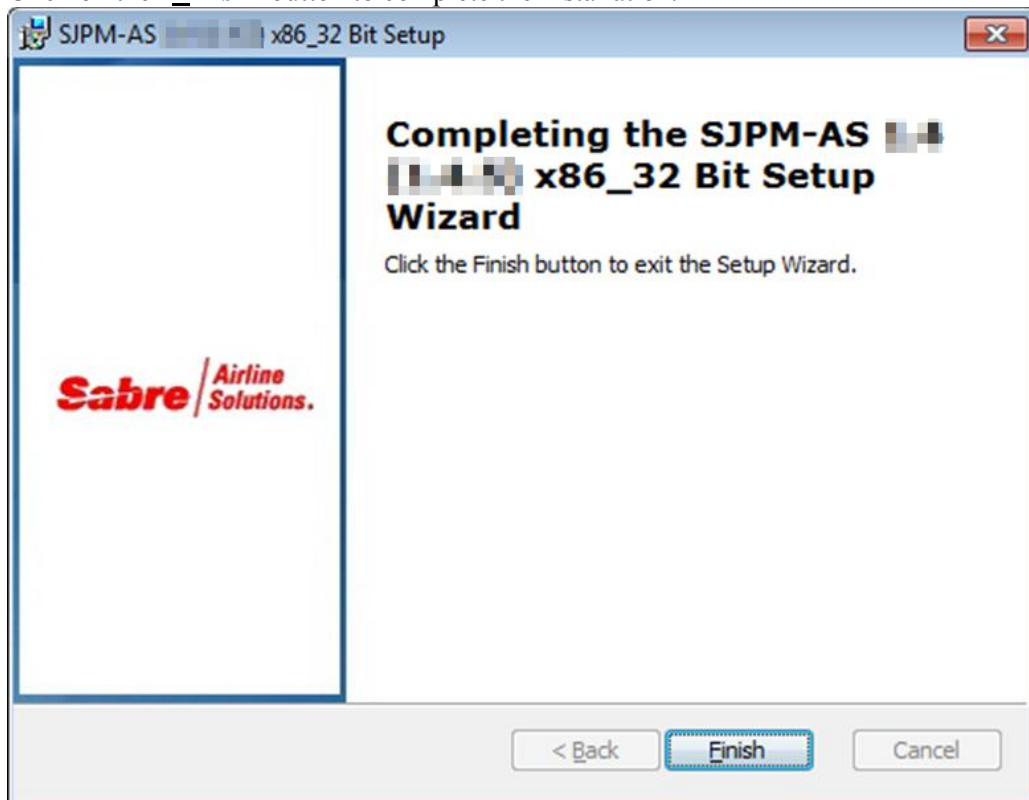 SJPM-AS x86_32 Bit Setup
Completing the SJPM-AS
x86_32 Bit Setup
Wizard
Click the Finish button to exit the Setup Wizard.
Sabre Airline
Solutions.
< Back Finish Cancel